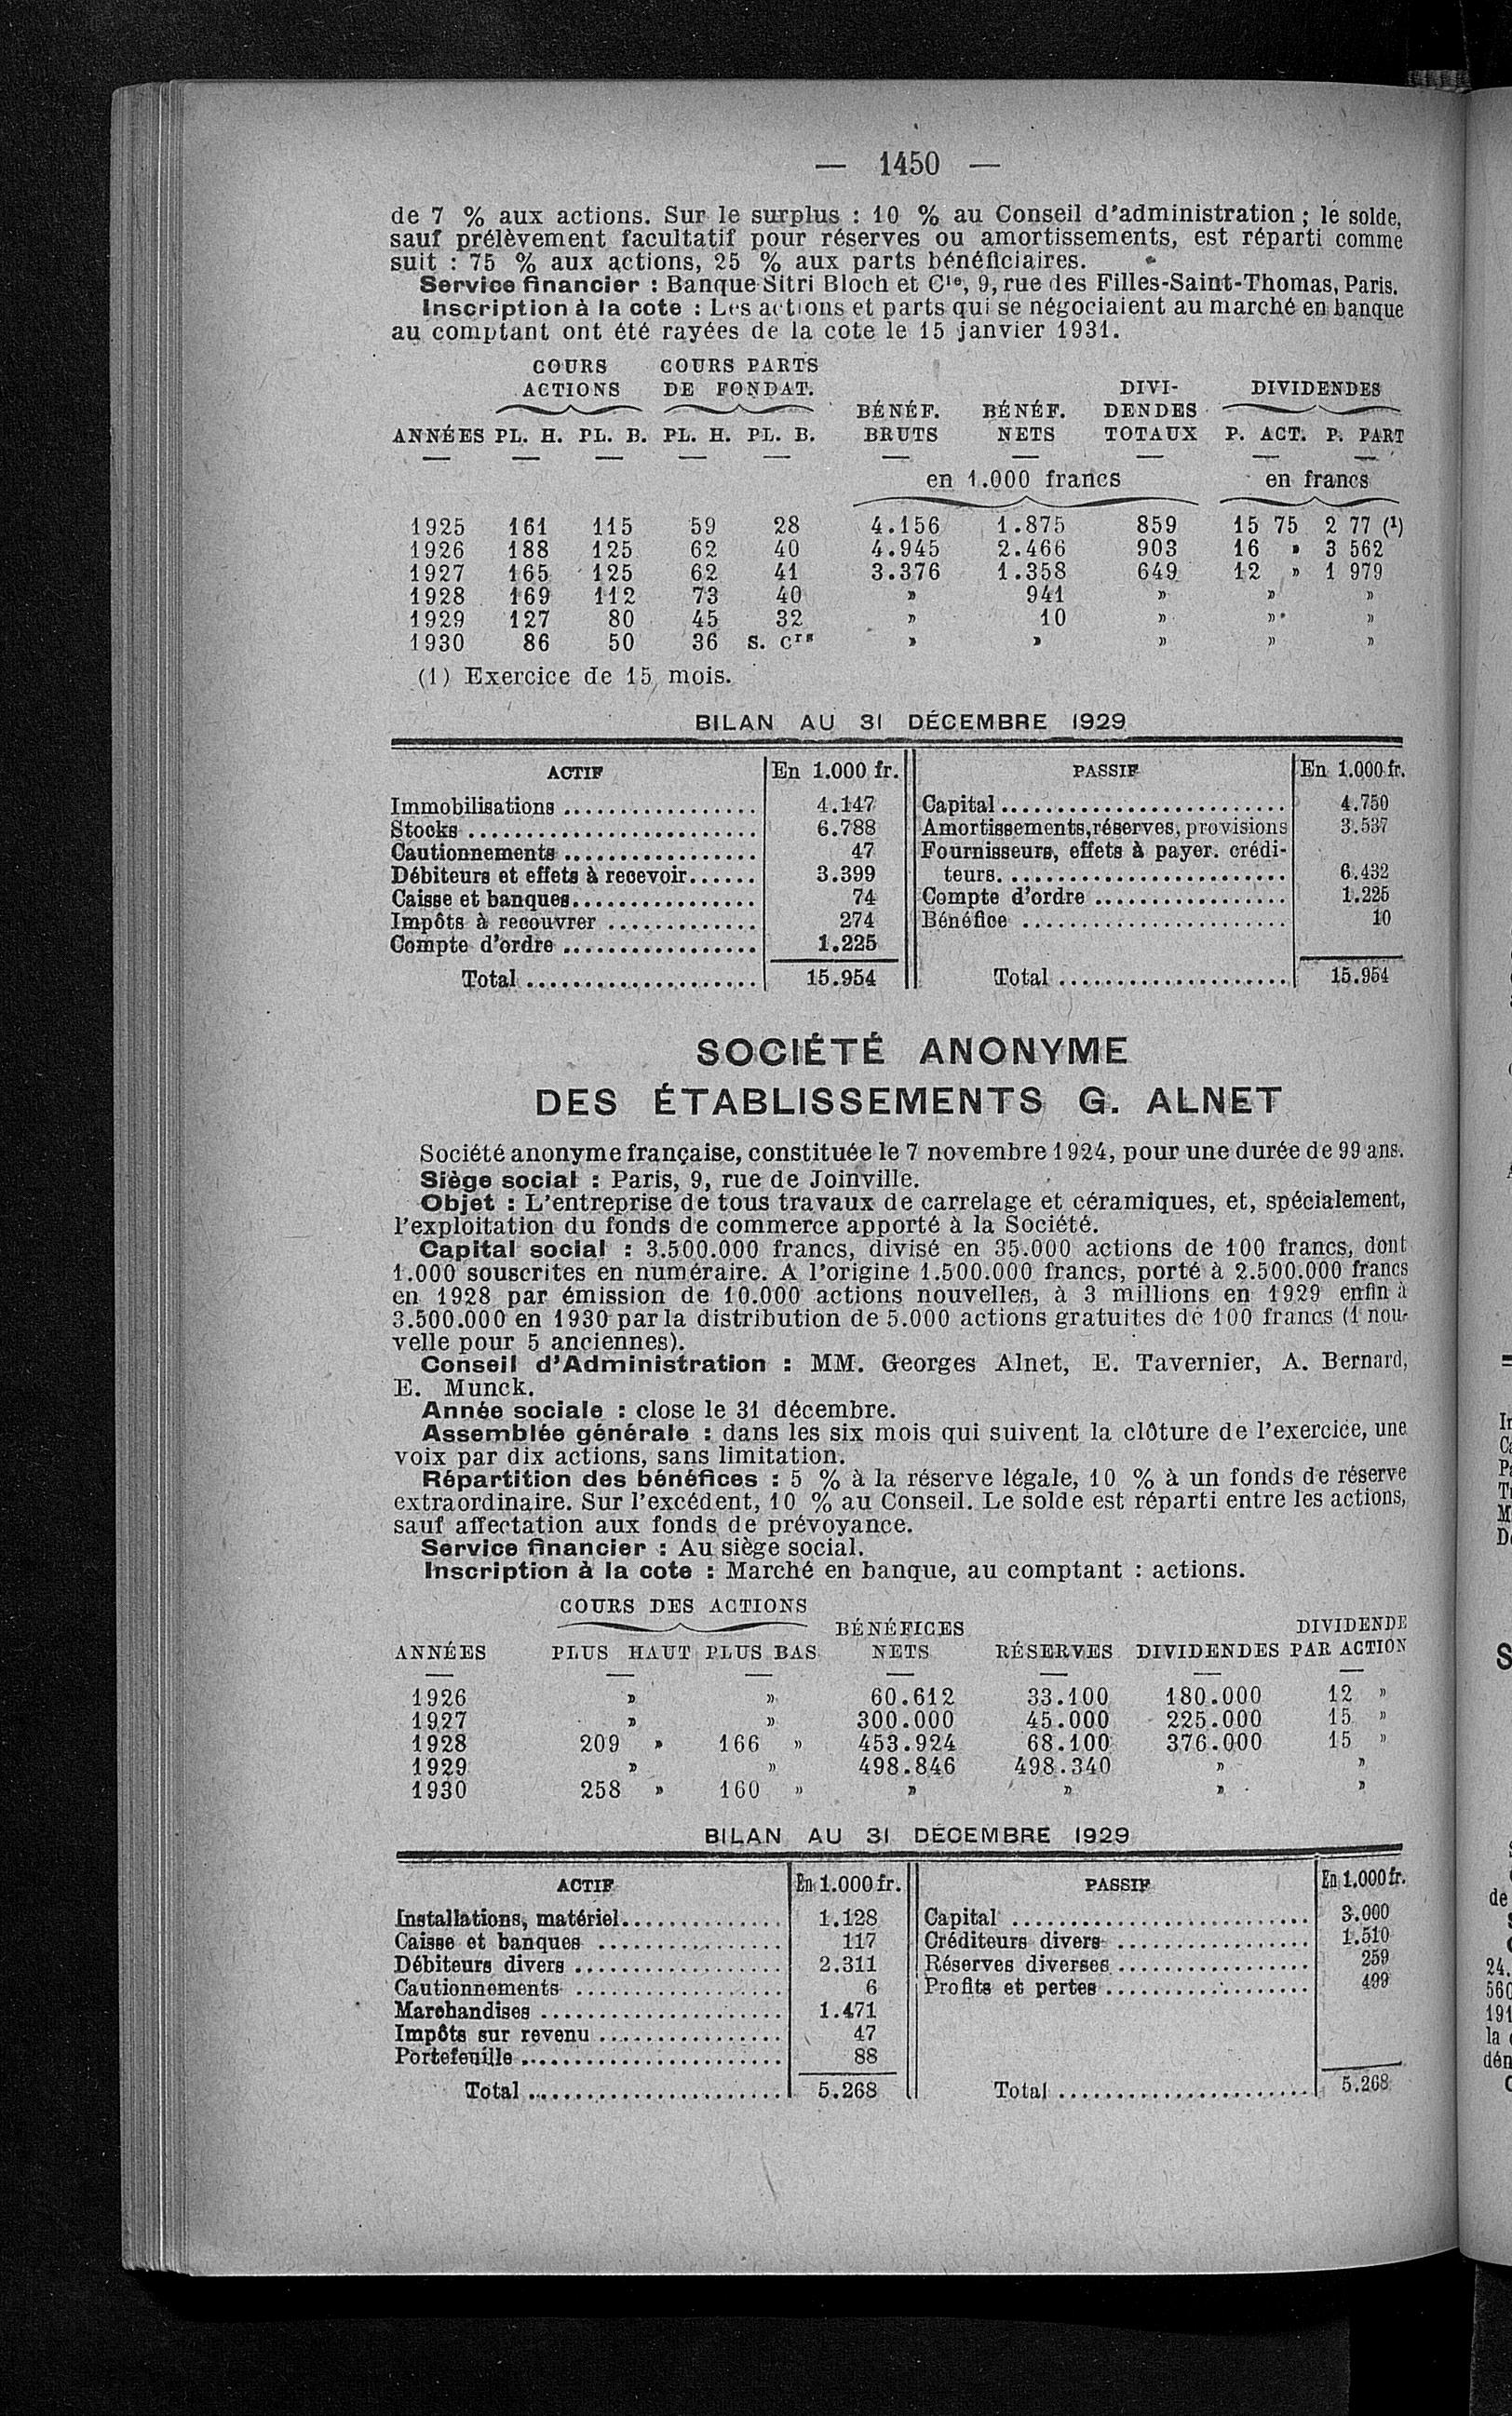 — 1450 —
de 7 % aux actions. Sur le surplus : 10 % au Conseil d'administration ; le solde,
sauf prélèvement facultatif pour réserves ou amortissements, est réparti comme
suit : 75 % aux actions, 25 % aux parts bénéficiaires.
Service financier : Banque Sitri Bloch et Cie, 9, rue des Filles-Saint-Thomas, Paris.
Inscription à la cote : Les actions et parts qui se négociaient au marché en banque
au comptant ont été rayées de la cote le 15 janvier 1931.
COURS COURS PARTS
ACTIONS DE FONDAT. DIVI- DIVIDENDES
BÉNÉF. BÉNÉF. DENDES
ANNÉES PL. H. PL. B. PL. H. PL. B. BRUTS NETS TOTAUX P. ACT. P. PART
en 1.000 francs en francs
1925 161 115 59 28 4.156 1.875 859 15 75 2 77 (1)
1926 188 125 62 40 4.945 2.466 903 16 » 3 562
1927 165 125 62 41 3.376 1.358 649 12 » 1 979
1928 169 112 73 40 » 941 » » »
1929 127 80 45 32 » 10 » » »
1930 86 50 36 s. crs » » » » »
(1) Exercice de 15 mois.
BILAN AU 31 DÉCEMBRE 1929
ACTIF En 1.000 fr. PASSIF En 1.000 fr.
Immobilisations ................. 4.147 Capital ......................... 4.750
Stocks .......................... 6.788 Amortissements, réserves, provisions 3.537
Cautionnements .................. 47 Fournisseurs, effets à payer. crédi-
Débiteurs et effets à recevoir...... 3.399 teurs. ........................ 6.432
Caisse et banques................ 74 Compte d'ordre ................. 1.225
Impôts à recouvrer ............. 274 Bénéfice ....................... 10
Compte d'ordre ................. 1.225
Total .................... 15.954 Total .................... 15.954
SOCIÉTÉ ANONYME
DES ÉTABLISSEMENTS G. ALNET
Société anonyme française, constituée le 7 novembre 1924, pour une durée de 99 ans.
Siège social : Paris, 9, rue de Joinville.
Objet : L'entreprise de tous travaux de carrelage et céramiques, et, spécialement,
l'exploitation du fonds de commerce apporté à la Société.
Capital social : 3.500.000 francs, divisé en 35.000 actions de 100 francs, dont
1.000 souscrites en numéraire. A l'origine 1.500.000 francs, porté à 2.500.000 francs
en 1928 par émission de 10.000 actions nouvelles, à 3 millions en 1929 enfin à
3.500.000 en 1930 par la distribution de 5.000 actions gratuites de 100 francs (1 nou-
velle pour 5 anciennes).
Conseil d'Administration : MM. Georges Alnet, E. Tavernier, A. Bernard,
E. Munck.
Année sociale : close le 31 décembre.
Assemblée générale : dans les six mois qui suivent la clôture de l'exercice, une
voix par dix actions, sans limitation.
Répartition des bénéfices : 5 % à la réserve légale, 10 % à un fonds de réserve
extraordinaire. Sur l'excédent, 10 % au Conseil. Le solde est réparti entre les actions,
sauf affectation aux fonds de prévoyance.
Service financier : Au siège social.
Inscription à la cote : Marché en banque, au comptant : actions.
COURS DES ACTIONS
BÉNÉFICES DIVIDENDE
ANNÉES PLUS HAUT PLUS BAS NETS RÉSERVES DIVIDENDES PAR ACTION
1926 » » 60.612 33.100 180.000 12 »
1927 » » 300.000 45.000 225.000 15 »
1928 209 » 166 » 453.924 68.100 376.000 15 »
1929 » » 498.846 498.340 » »
1930 258 » 160 » » » » »
BILAN AU 31 DÉCEMBRE 1929
ACTIF En 1.000 fr. PASSIF En 1.000 fr.
Installations, matériel.............. 1.128 Capital .......................... 3.000
Caisse et banques ................ 117 Créditeurs divers ................. 1.510
Débiteurs divers .................. 2.311 Réserves diverses ................. 259
Cautionnements .................. 6 Profits et pertes .................. 499
Marchandises ..................... 1.471
Impôts sur revenu ................ 47
Portefeuille ....................... 88
Total ...................... 5.268 Total ...................... 5.268